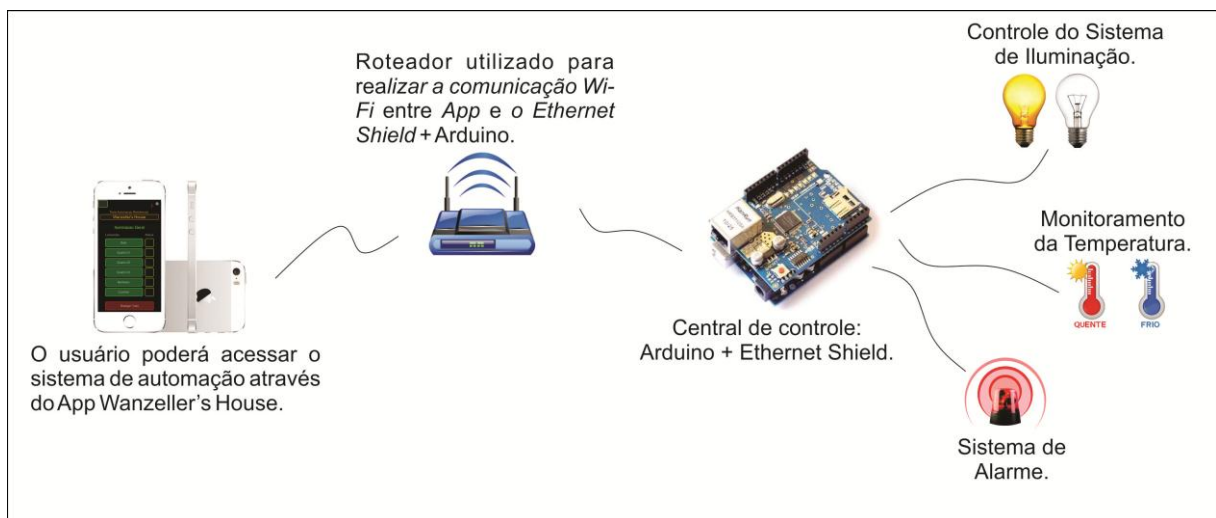 Roteador utilizado para
realizar a comunicação Wi-
Fi entre App e o Ethernet
Shield + Arduino.
Controle do Sistema
de Iluminação.
O usuário poderá acessar o
sistema de automação através
do App Wanzeller's House.
Central de controle:
Arduino + Ethernet Shield.
Monitoramento
da Temperatura.
QUENTE
FRIO
Sistema de
Alarme.